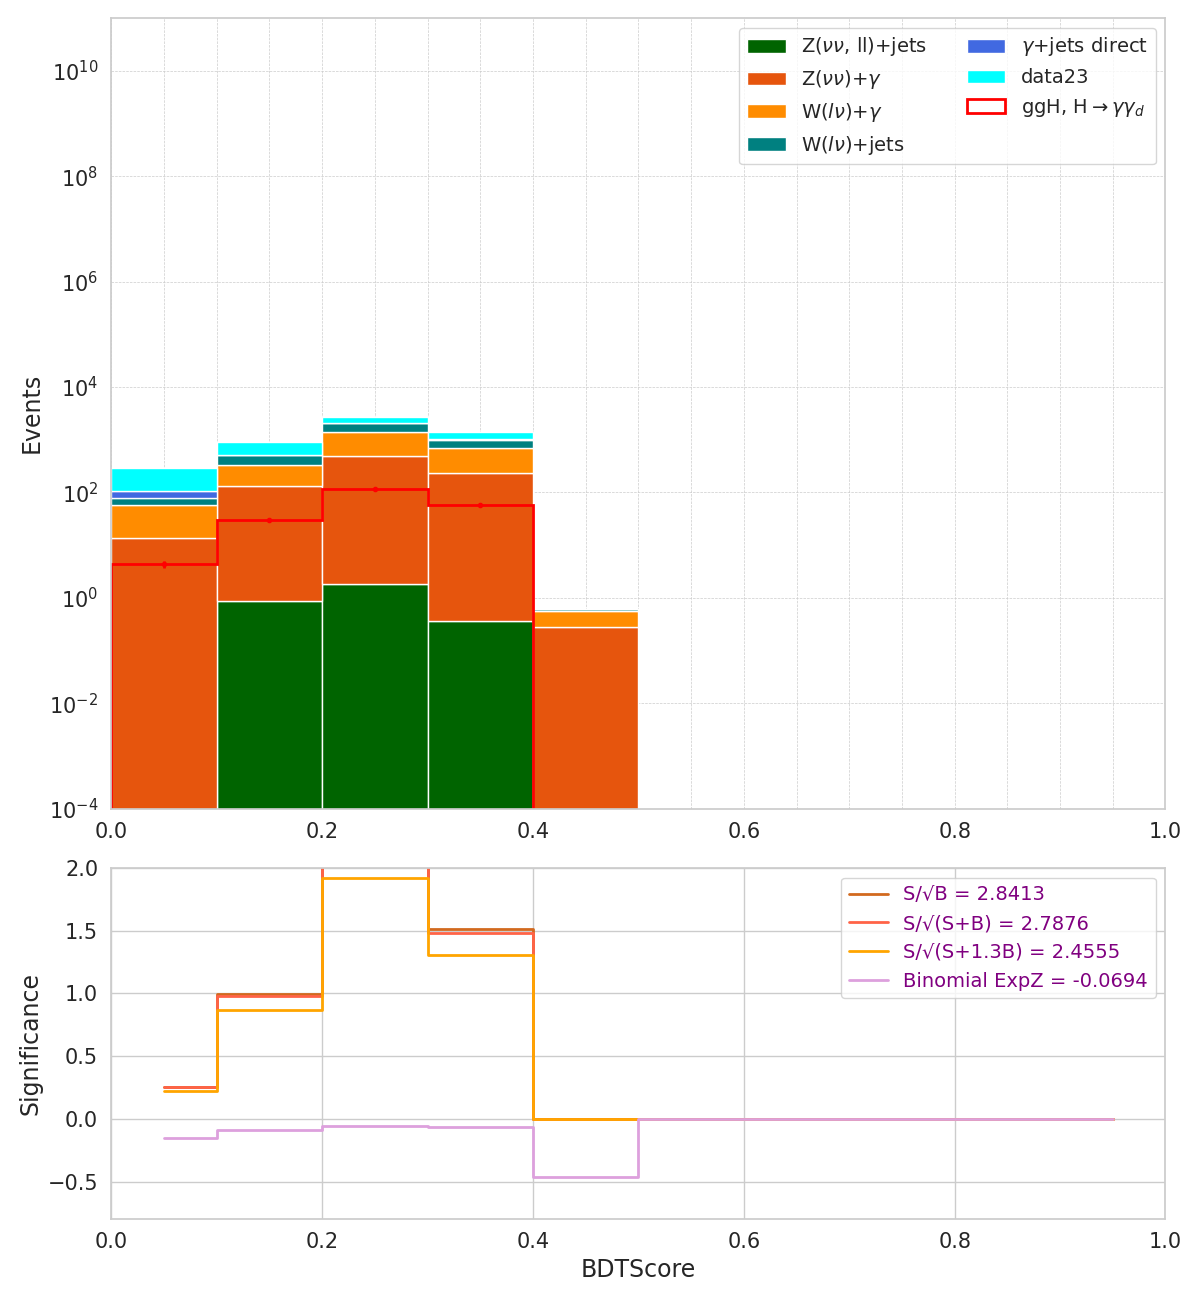 Z(νν, ll)+jets
Z(νν)+γ
W(lν)+γ
W(lν)+jets
γ+jets direct
data23
ggH, H→γγ_d
10^10
10^8
10^6
10^4
10^2
10^0
10^−2
10^−4
Events
0.0 0.2 0.4 0.6 0.8 1.0
S/√B = 2.8413
S/√(S+B) = 2.7876
S/√(S+1.3B) = 2.4555
Binomial ExpZ = -0.0694
2.0
1.5
1.0
0.5
0.0
−0.5
Significance
0.0 0.2 0.4 0.6 0.8 1.0
BDTScore